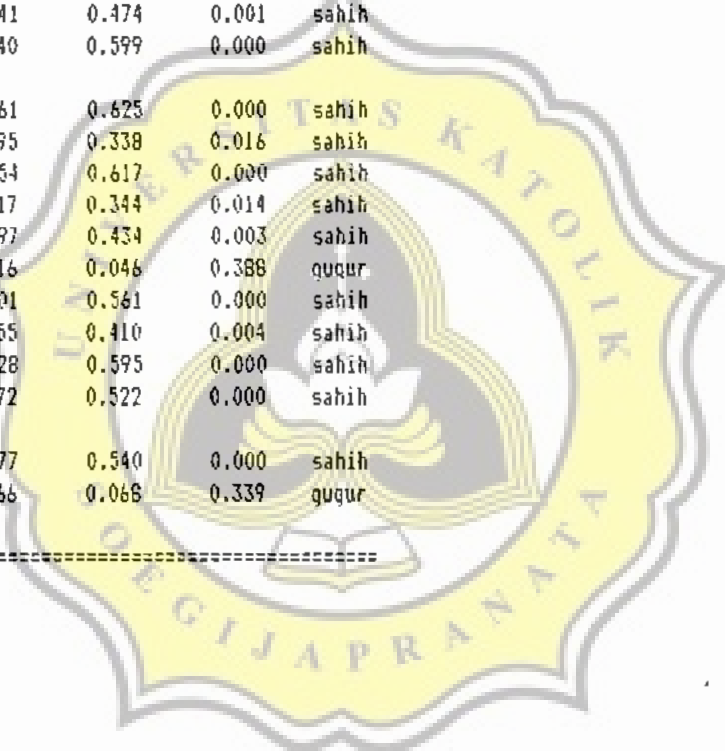 41 0.474 0.001 sahih
40 0.599 0.000 sahih
61 0.625 0.000 sahih
95 0.338 0.016 sahih
54 0.617 0.000 sahih
17 0.344 0.014 sahih
97 0.434 0.003 sahih
16 0.046 0.388 gugur
01 0.561 0.000 sahih
55 0.410 0.004 sahih
28 0.595 0.000 sahih
72 0.522 0.000 sahih
77 0.540 0.000 sahih
66 0.068 0.339 gugur
================================
UNIVERSITAS KATOLIK
SOEGIJAPRANATA